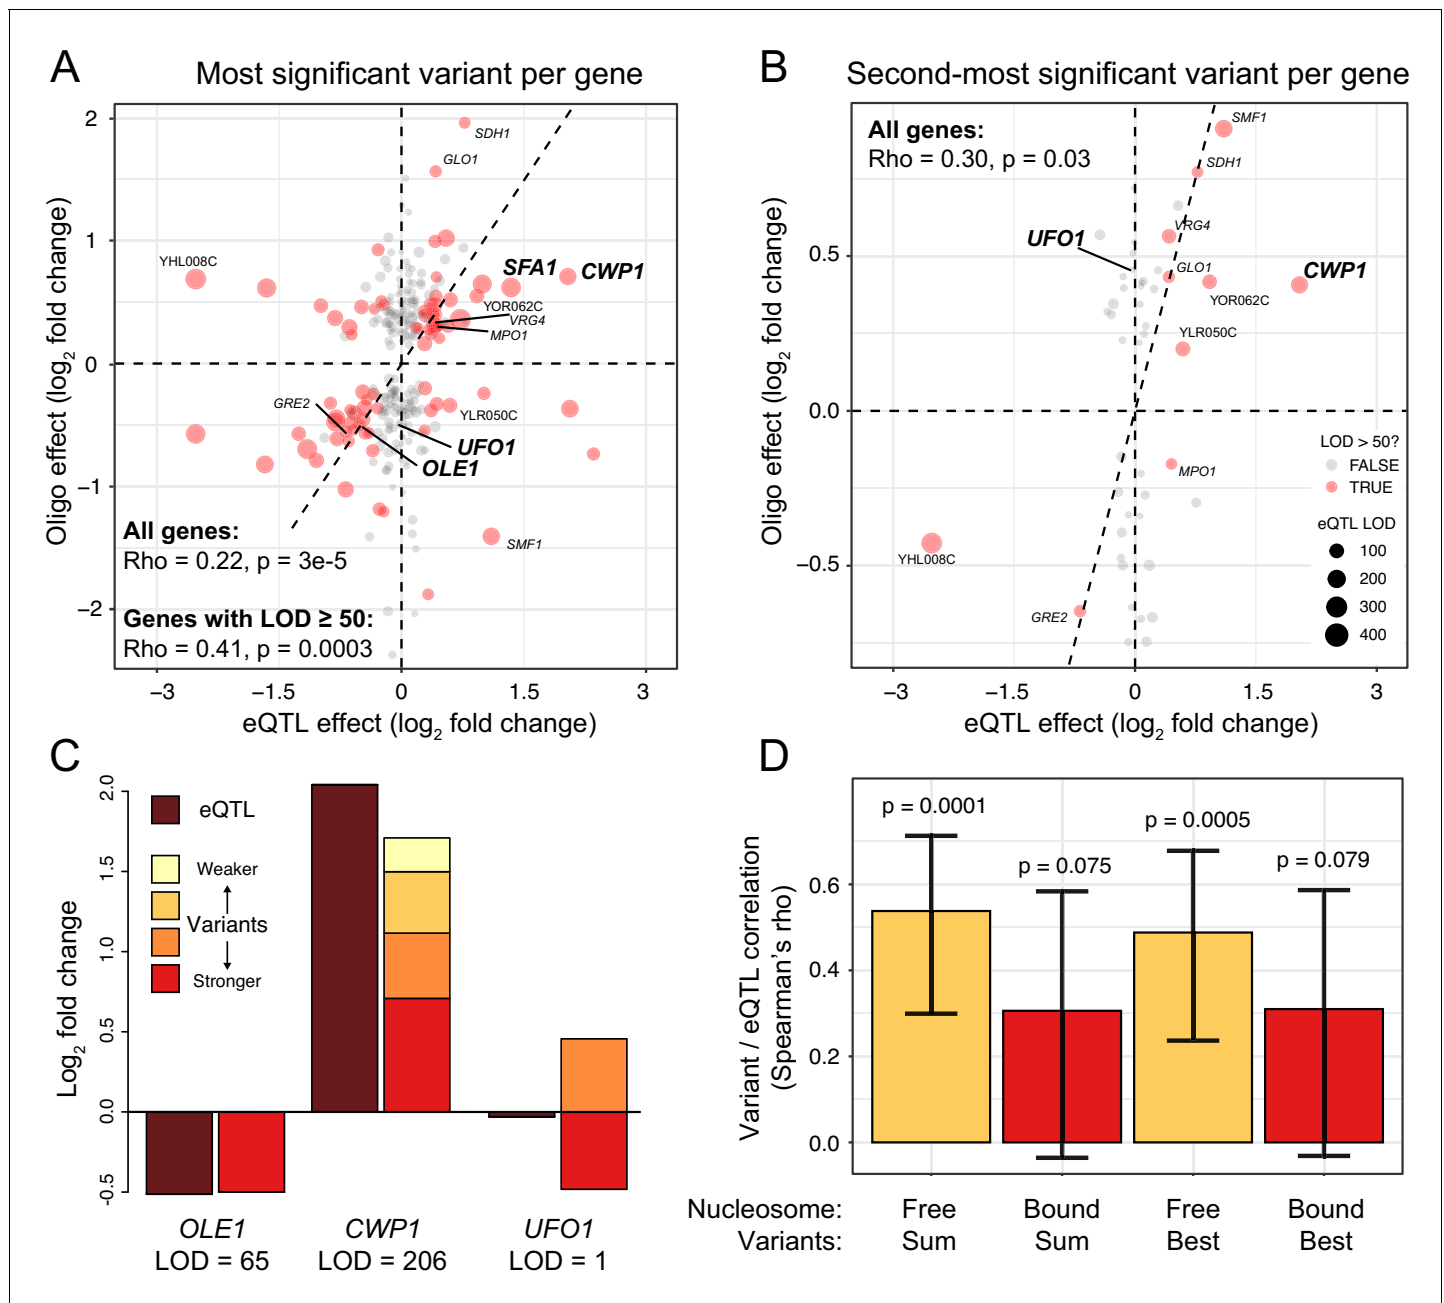 A
Most significant variant per gene
Oligo effect (log2 fold change)
2
1
0
−1
−2
SDH1
GLO1
YHL008C
SFA1
CWP1
YOR062C
VRG4
MPO1
GRE2
YLR050C
UFO1
OLE1
SMF1
All genes:
Rho = 0.22, p = 3e-5
Genes with LOD ≥ 50:
Rho = 0.41, p = 0.0003
−3 −1.5 0 1.5 3
eQTL effect (log2 fold change)
B
Second-most significant variant per gene
Oligo effect (log2 fold change)
0.5
0.0
−0.5
All genes:
Rho = 0.30, p = 0.03
SMF1
SDH1
VRG4
UFO1
GLO1
CWP1
YOR062C
YLR050C
MPO1
YHL008C
GRE2
LOD > 50?
FALSE
TRUE
eQTL LOD
100
200
300
400
−3 −1.5 0 1.5 3
eQTL effect (log2 fold change)
C
Log2 fold change
2.0
1.5
1.0
0.5
0.0
-0.5
eQTL
Weaker
Variants
Stronger
OLE1 CWP1 UFO1
LOD = 65 LOD = 206 LOD = 1
D
Variant / eQTL correlation
(Spearman's rho)
0.6
0.4
0.2
0.0
p = 0.0001
p = 0.075
p = 0.0005
p = 0.079
Nucleosome: Free Bound Free Bound
Variants: Sum Sum Best Best